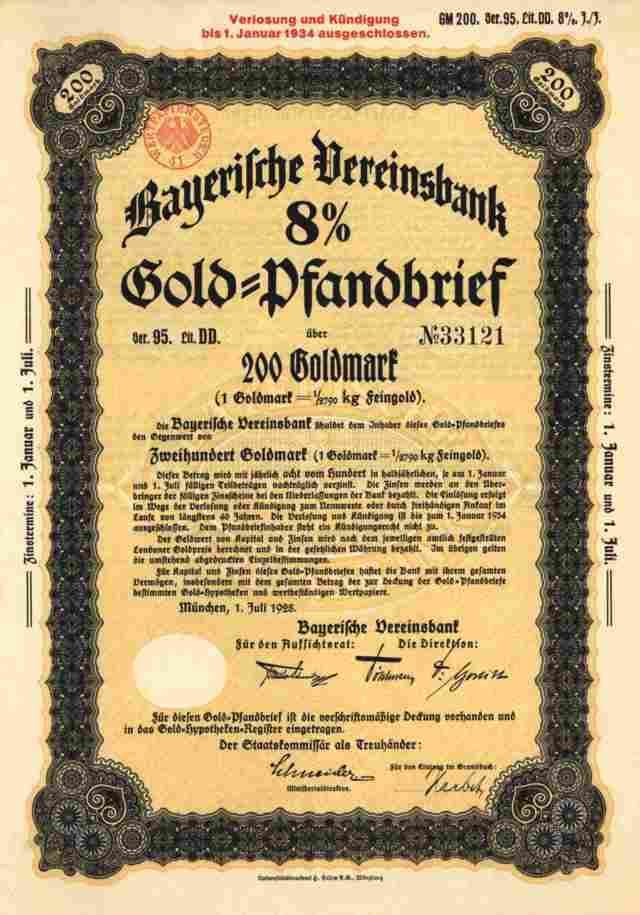 Verlosung und Kündigung
bis 1. Januar 1934 ausgeschlossen.
GM 200. Ser. 95. Lit. DD. 8%. J./J.
200
Goldmark
200
Goldmark
WERTPAPIERSTEUER
41
Bayerische Vereinsbank
8%
Gold=Pfandbrief
Ser. 95. Lit. DD.
über
№33121
200 Goldmark
(1 Goldmark = 1/2790 kg Feingold).
Die Bayerische Vereinsbank schuldet dem Inhaber dieses Gold=Pfandbriefes
den Gegenwert von
Zweihundert Goldmark (1 Goldmark = 1/2790 kg Feingold).
Dieser Betrag wird mit jährlich acht vom Hundert in halbjährlichen, je am 1. Januar
und 1. Juli fälligen Teilbeträgen nachträglich verzinst. Die Zinsen werden an den Über=
bringer der fälligen Zinsscheine bei den Niederlassungen der Bank bezahlt. Die Einlösung erfolgt
im Wege der Verlosung oder Kündigung zum Nennwerte oder durch freihändigen Ankauf im
Laufe von längstens 40 Jahren. Die Verlosung und Kündigung ist bis zum 1. Januar 1934
ausgeschlossen. Dem Pfandbriefinhaber steht ein Kündigungsrecht nicht zu.
Der Geldwert von Kapital und Zinsen wird nach dem jeweiligen amtlich festgestellten
Londoner Goldpreis berechnet und in der gesetzlichen Währung bezahlt. Im übrigen gelten
die umstehend abgedruckten Einzelbestimmungen.
Für Kapital und Zinsen dieses Gold=Pfandbriefes haftet die Bank mit ihrem gesamten
Vermögen, insbesondere mit dem gesamten Betrag der zur Deckung der Gold=Pfandbriefe
bestimmten Gold=Hypotheken und wertbeständigen Wertpapiere.
München, 1. Juli 1928.
Bayerische Vereinsbank
Für den Aufsichtsrat:
Die Direktion:
Für diesen Gold=Pfandbrief ist die vorschriftsmäßige Deckung vorhanden und
in das Gold=Hypotheken=Register eingetragen.
Der Staatskommissär als Treuhänder:
Schneider
Ministerialdirektor.
Für den Eintrag im Grundbuch:
Herbst
Zinstermine: 1. Januar und 1. Juli.
Zinstermine: 1. Januar und 1. Juli.
Universitätsdruckerei H. Stürtz A.G., Würzburg